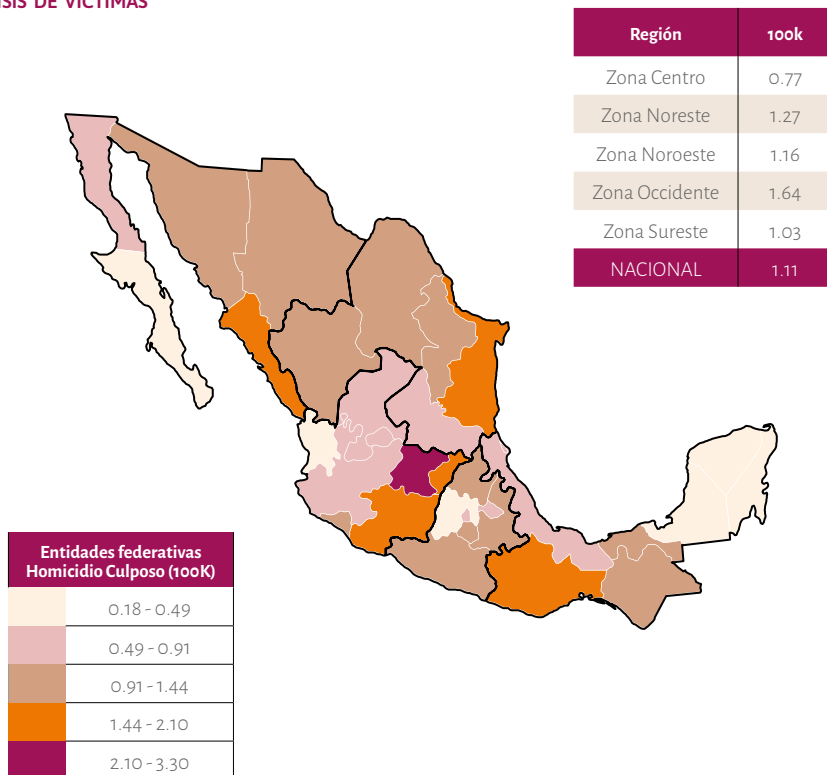 DE VÍCTIMAS
Región 100k
Zona Centro 0.77
Zona Noreste 1.27
Zona Noroeste 1.16
Zona Occidente 1.64
Zona Sureste 1.03
NACIONAL 1.11
Entidades federativas
Homicidio Culposo (100K)
0.18 - 0.49
0.49 - 0.91
0.91 - 1.44
1.44 - 2.10
2.10 - 3.30